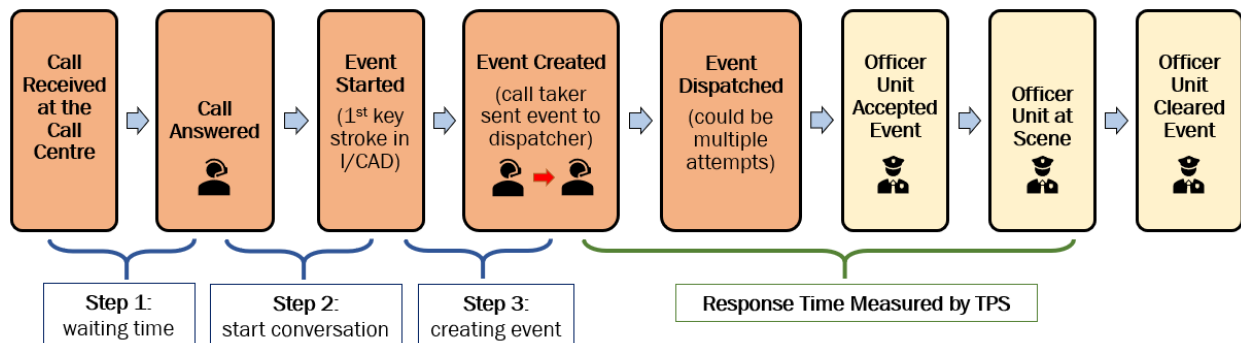 Call
Received
at the
Call
Centre
Call
Answered
Event
Started
(1st key
stroke in
I/CAD)
Event Created
(call taker
sent event to
dispatcher)
Event
Dispatched
(could be
multiple
attempts)
Officer
Unit
Accepted
Event
Officer
Unit at
Scene
Officer
Unit
Cleared
Event
Step 1:
waiting time
Step 2:
start conversation
Step 3:
creating event
Response Time Measured by TPS